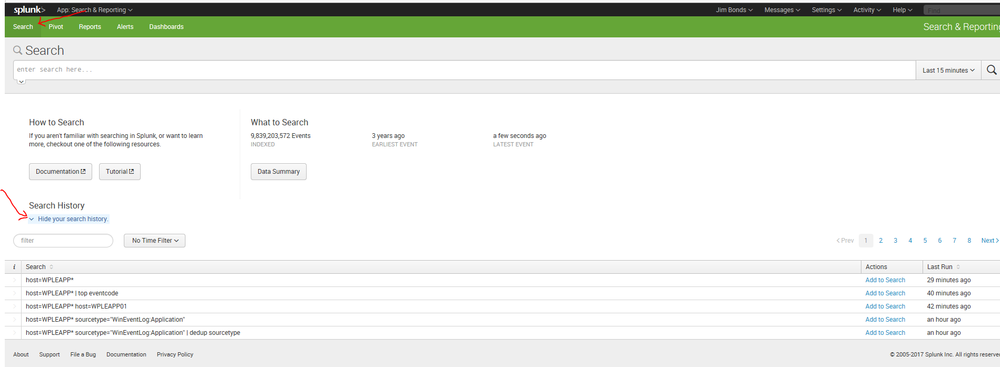 splunk> App: Search & Reporting Jim Bonds Messages Settings Activity Help Find
Search Pivot Reports Alerts Dashboards Search & Reporting
Search
enter search here... Last 15 minutes
How to Search What to Search
If you aren't familiar with searching in Splunk, or want to learn 9,839,203,572 Events 3 years ago a few seconds ago
more, checkout one of the following resources. INDEXED EARLIEST EVENT LATEST EVENT
Documentation Tutorial Data Summary
Search History
Hide your search history.
filter No Time Filter < Prev 1 2 3 4 5 6 7 8 Next >
i Search Actions Last Run
host=WPLEAPP* Add to Search 29 minutes ago
host=WPLEAPP* | top eventcode Add to Search 40 minutes ago
host=WPLEAPP* host=WPLEAPP01 Add to Search 42 minutes ago
host=WPLEAPP* sourcetype="WinEventLog:Application" Add to Search an hour ago
host=WPLEAPP* sourcetype="WinEventLog:Application" | dedup sourcetype Add to Search an hour ago
About Support File a Bug Documentation Privacy Policy © 2005-2017 Splunk Inc. All rights reserve